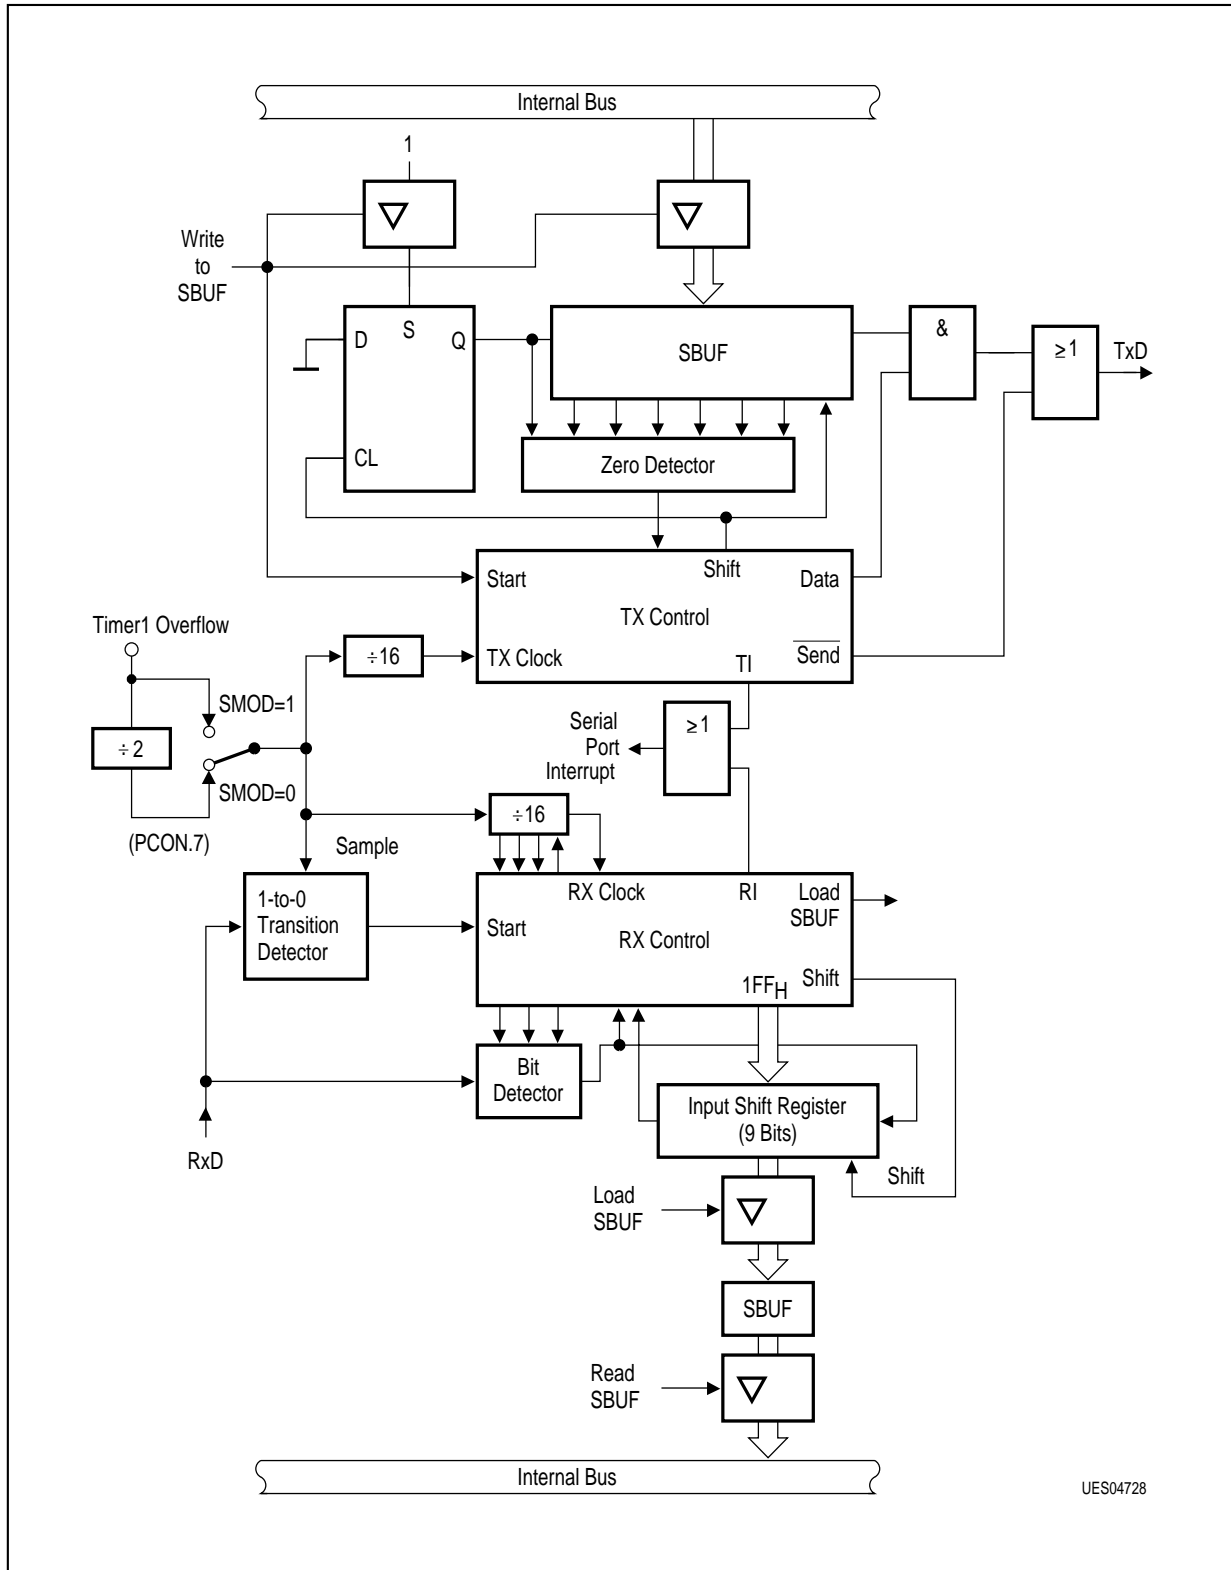 Internal Bus
1
Write
to
SBUF
D
S
Q
CL
SBUF
&
≥1
TxD
Zero Detector
Start
Shift
Data
TX Control
TX Clock
TI
Send
Timer1 Overflow
÷16
SMOD=1
÷2
SMOD=0
(PCON.7)
Serial
Port
Interrupt
≥1
÷16
Sample
1-to-0
Transition
Detector
RX Clock
RI
Load
SBUF
Start
RX Control
1FFH
Shift
Bit
Detector
Input Shift Register
(9 Bits)
RxD
Shift
Load
SBUF
SBUF
Read
SBUF
Internal Bus
UES04728